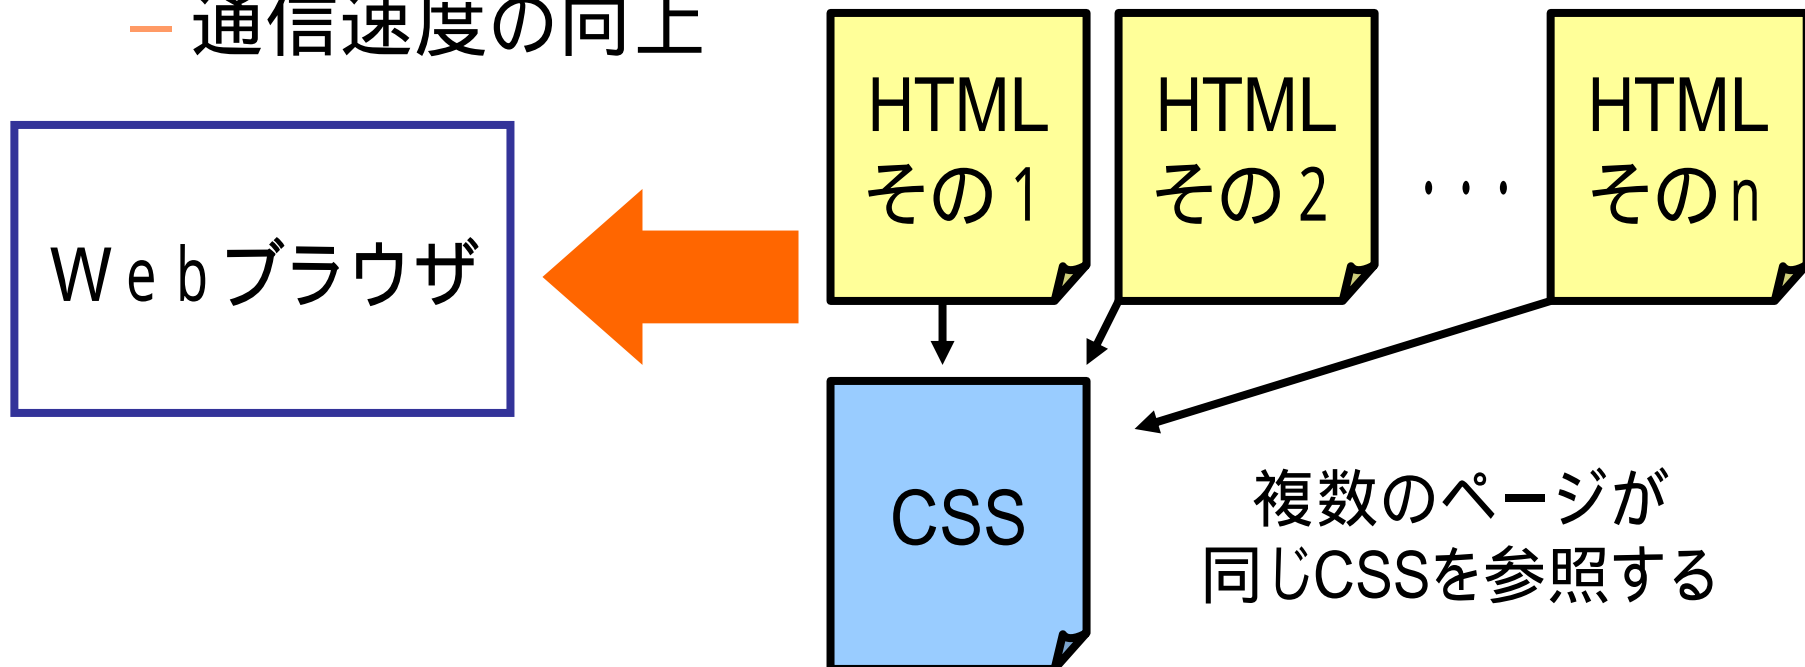 – 通信速度の向上
HTML
その1
HTML
その2
・・・
HTML
そのn
Webブラウザ
CSS
複数のページが
同じCSSを参照する